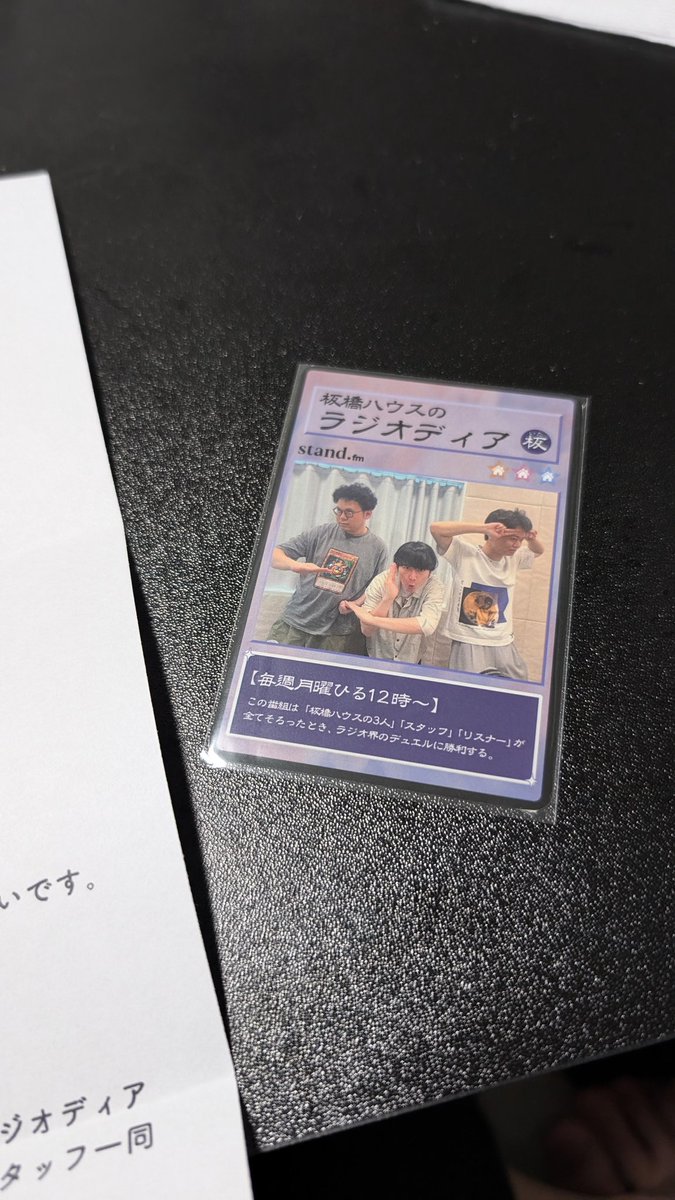 板橋ハウスの
ラジオディア
板
stand.fm
【毎週月曜ひる12時〜】
この番組は「板橋ハウスの3人」「スタッフ」「リスナー」が
全てそろったとき、ラジオ界のデュエルに勝利する。
いです。
ジオディア
タッフ一同